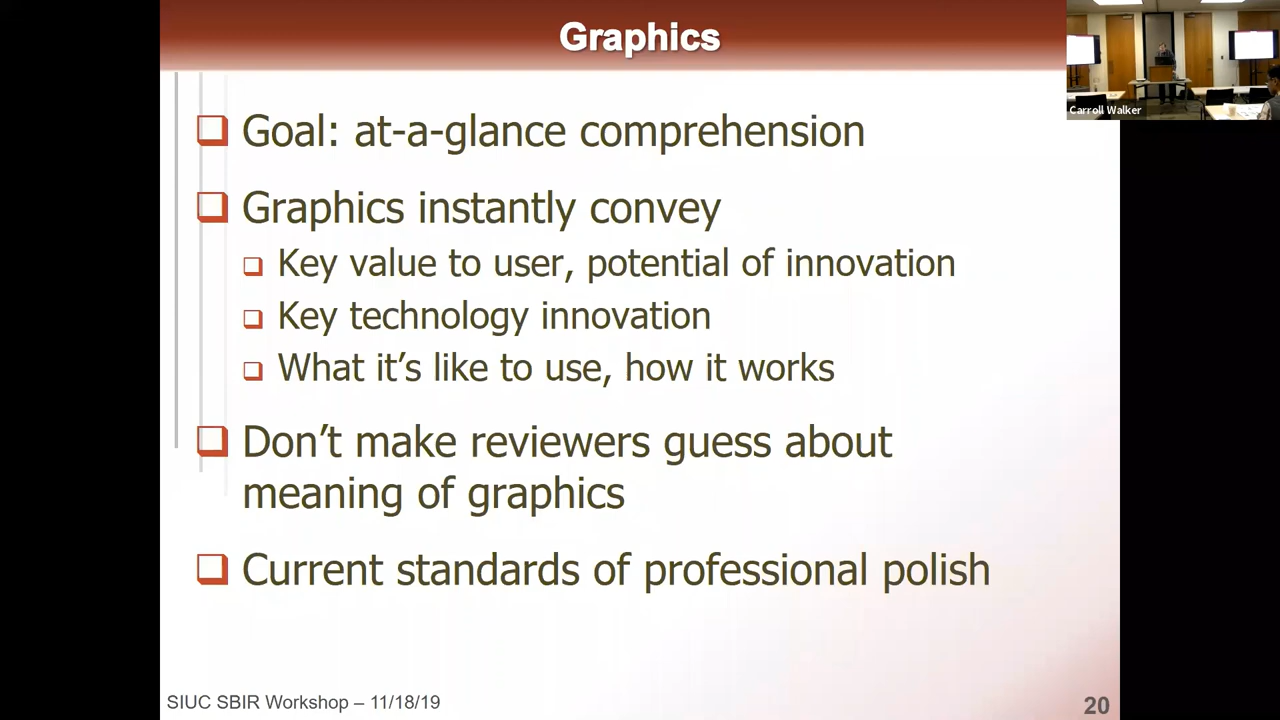 Graphics
Carroll Walker
Goal: at-a-glance comprehension
Graphics instantly convey
Key value to user, potential of innovation
Key technology innovation
What it’s like to use, how it works
Don’t make reviewers guess about
meaning of graphics
Current standards of professional polish
SIUC SBIR Workshop – 11/18/19
20